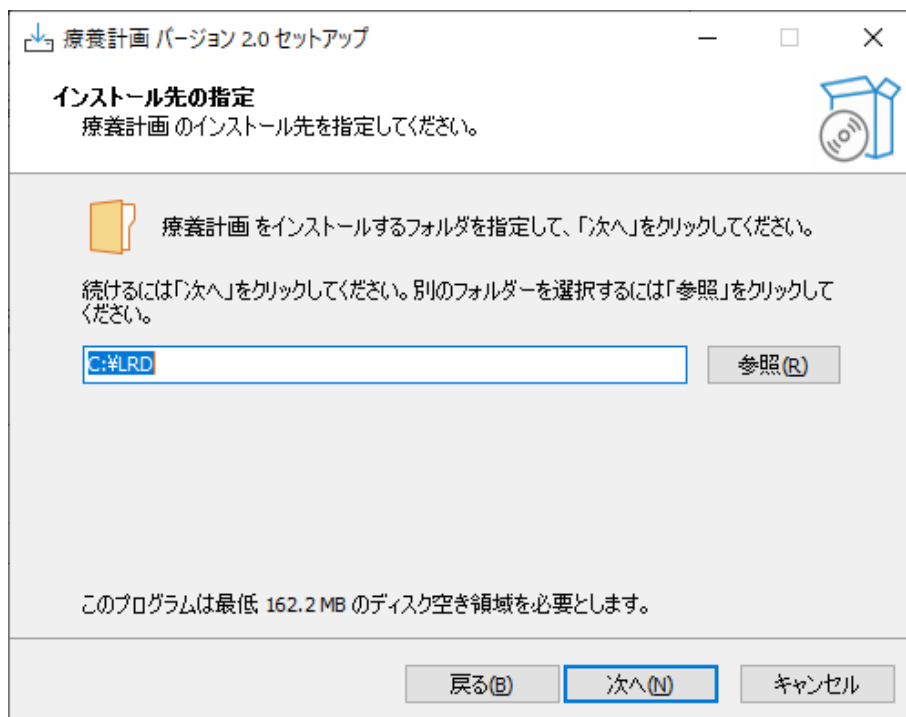 療養計画 バージョン 2.0 セットアップ
インストール先の指定
療養計画 のインストール先を指定してください。
療養計画 をインストールするフォルダを指定して、「次へ」をクリックしてください。
続けるには「次へ」をクリックしてください。別のフォルダーを選択するには「参照」をクリックして
ください。
C:¥LRD
参照(R)
このプログラムは最低 162.2 MB のディスク空き領域を必要とします。
戻る(B)
次へ(N)
キャンセル